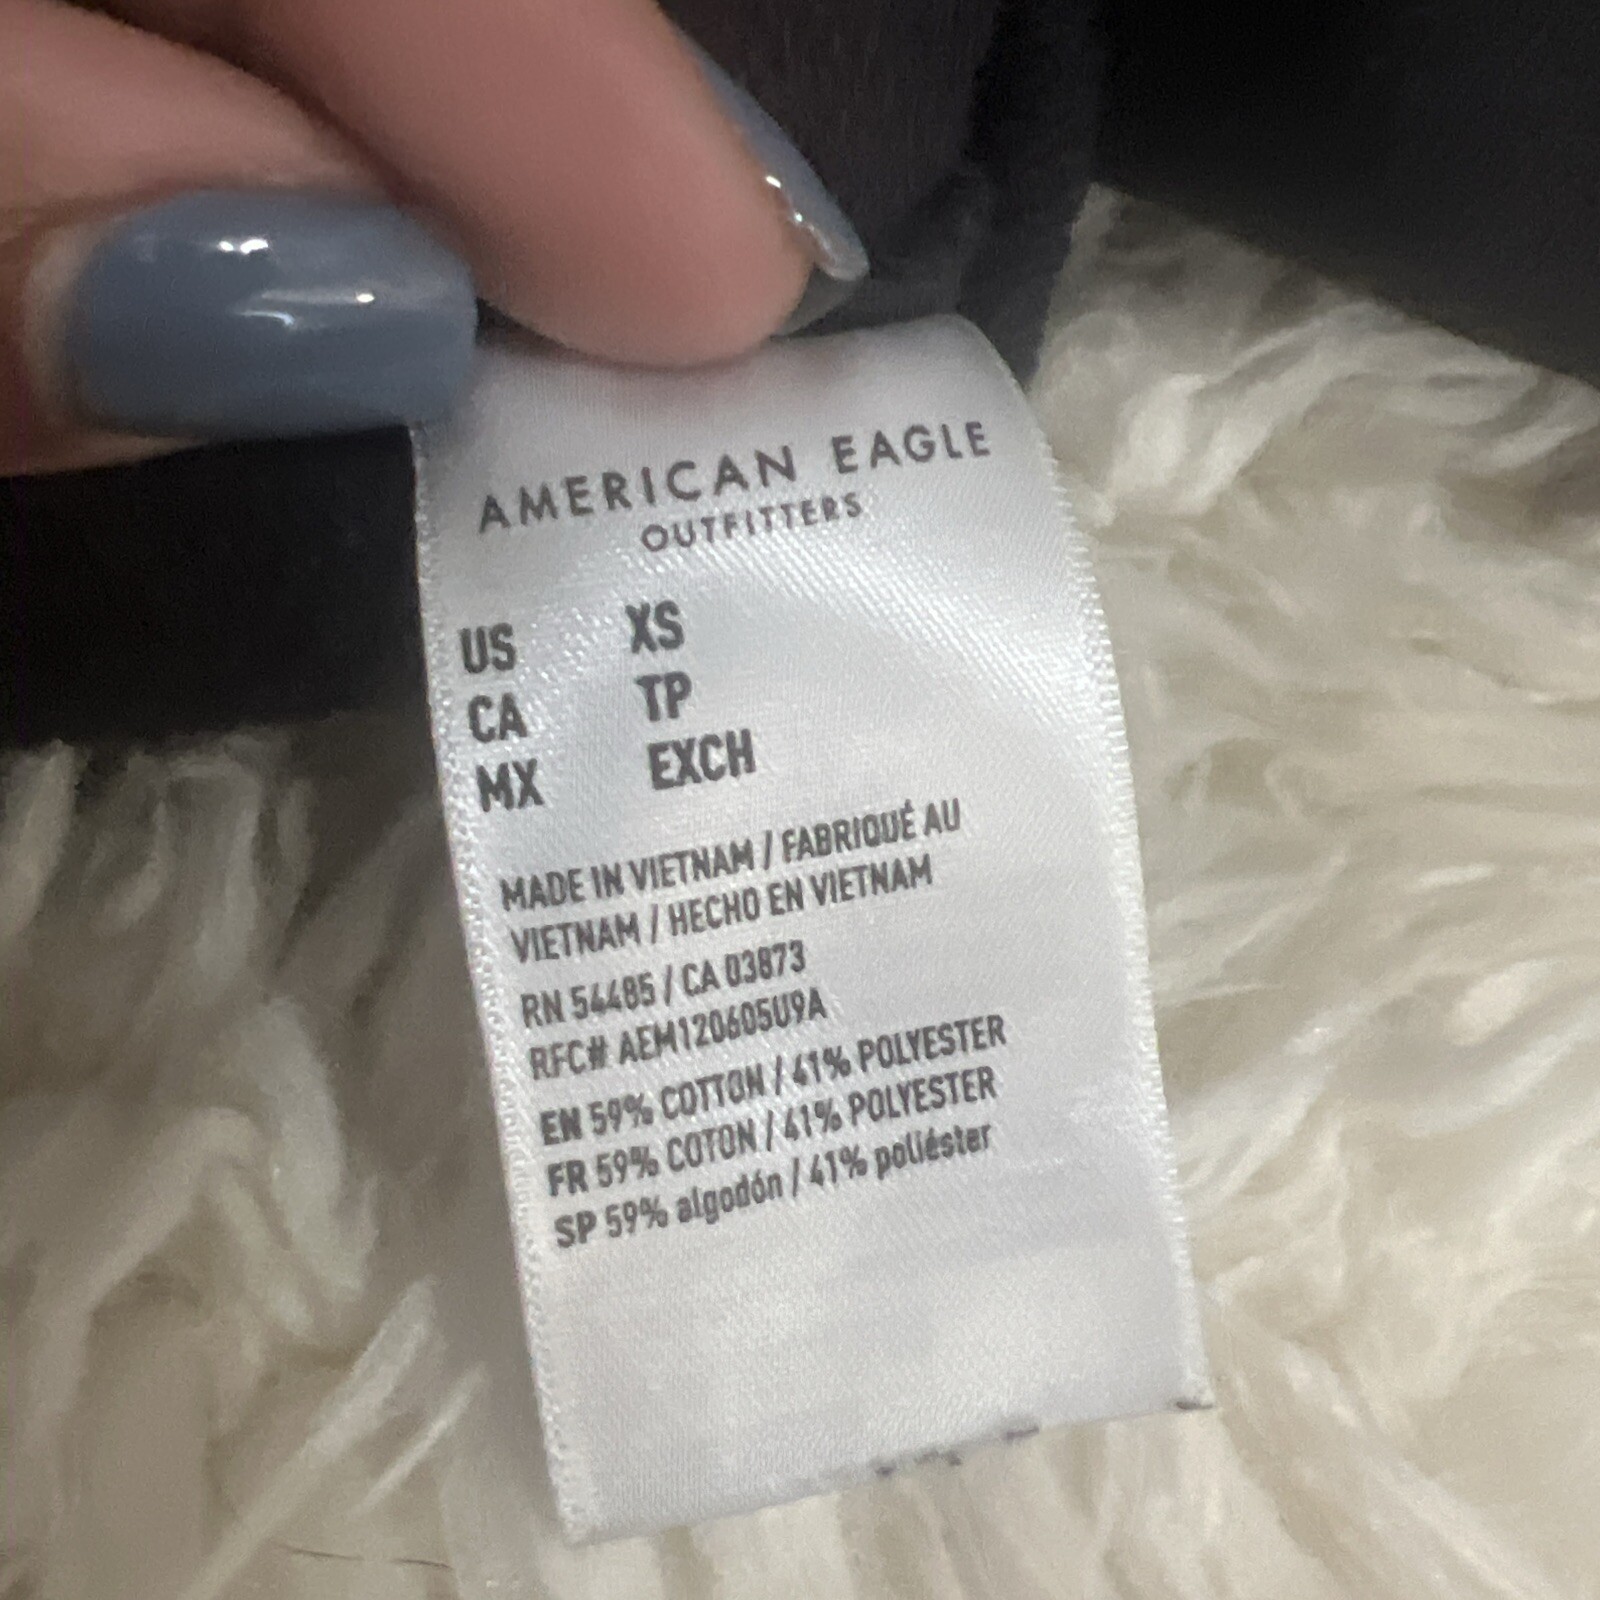 AMERICAN EAGLE
OUTFITTERS
US XS
CA TP
MX EXCH
MADE IN VIETNAM / FABRIQUÉ AU
VIETNAM / HECHO EN VIETNAM
RN 54485 / CA 03873
RFC# AEM120605U9A
EN 59% COTTON / 41% POLYESTER
FR 59% COTON / 41% POLYESTER
SP 59% algodón / 41% poliéster